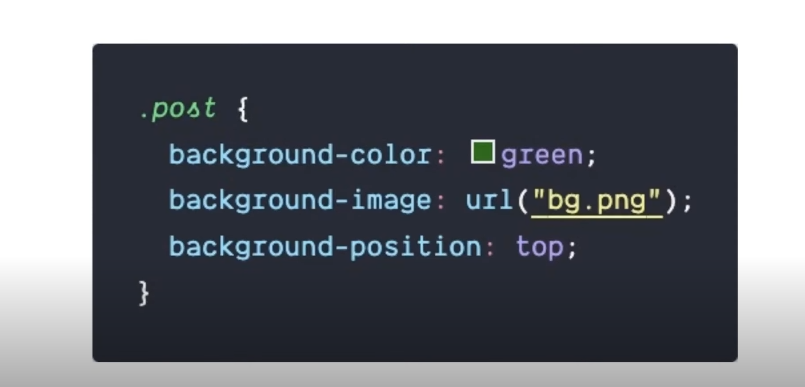 .post {
background-color: green;
background-image: url("bg.png");
background-position: top;
}